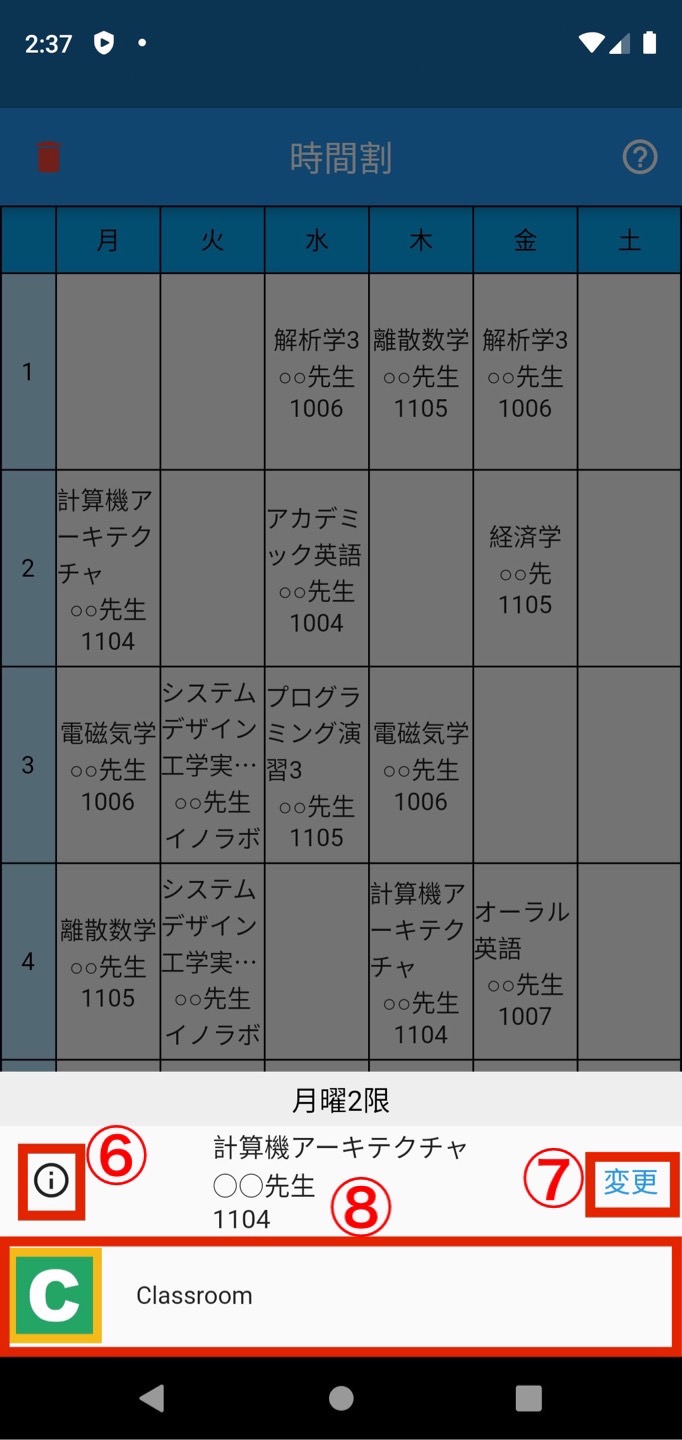 2:37
時間割
月 火 水 木 金 土
1
解析学3
○○先生
1006
離散数学
○○先生
1105
解析学3
○○先生
1006
2
計算機ア
ーキテク
チャ
○○先生
1104
アカデミ
ック英語
○○先生
1004
経済学
○○先
1105
3
電磁気学
○○先生
1006
システム
デザイン
工学実…
○○先生
イノラボ
プログラ
ミング演
習3
○○先生
1105
電磁気学
○○先生
1006
4
離散数学
○○先生
1105
システム
デザイン
工学実…
○○先生
イノラボ
計算機ア
ーキテク
チャ
○○先生
1104
オーラル
英語
○○先生
1007
月曜2限
⑥
計算機アーキテクチャ
○○先生
1104
⑦
変更
⑧
C
Classroom